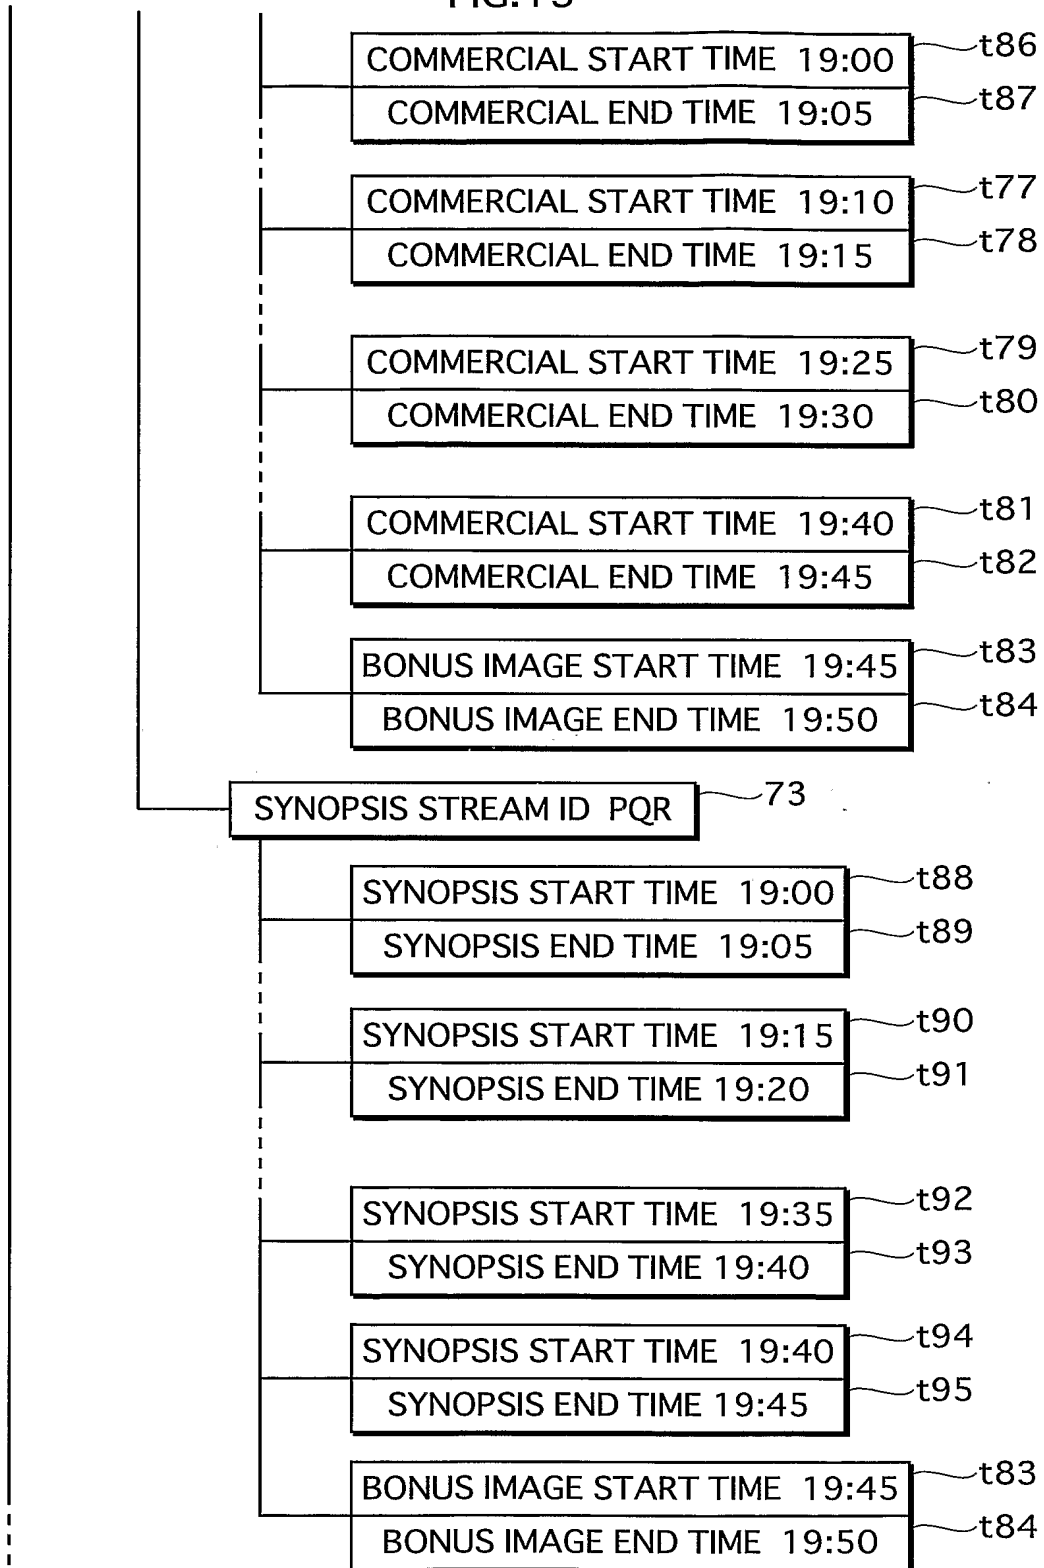 COMMERCIAL START TIME 19:00 t86
COMMERCIAL END TIME 19:05 t87
COMMERCIAL START TIME 19:10 t77
COMMERCIAL END TIME 19:15 t78
COMMERCIAL START TIME 19:25 t79
COMMERCIAL END TIME 19:30 t80
COMMERCIAL START TIME 19:40 t81
COMMERCIAL END TIME 19:45 t82
BONUS IMAGE START TIME 19:45 t83
BONUS IMAGE END TIME 19:50 t84
SYNOPSIS STREAM ID PQR 73
SYNOPSIS START TIME 19:00 t88
SYNOPSIS END TIME 19:05 t89
SYNOPSIS START TIME 19:15 t90
SYNOPSIS END TIME 19:20 t91
SYNOPSIS START TIME 19:35 t92
SYNOPSIS END TIME 19:40 t93
SYNOPSIS START TIME 19:40 t94
SYNOPSIS END TIME 19:45 t95
BONUS IMAGE START TIME 19:45 t83
BONUS IMAGE END TIME 19:50 t84